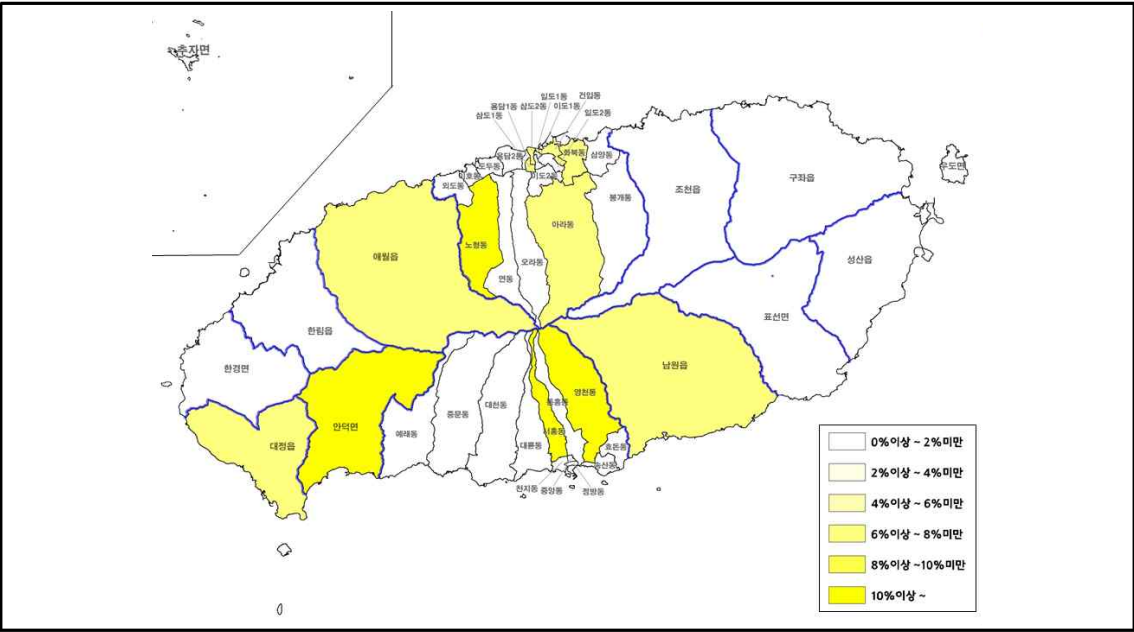 추자면
일도1동
건입동
용담1동
삼도2동
이도1동
삼도1동
일도2동
용담2동
화북동
삼양동
도두동
이호동
이도2동
외도동
봉개동
조천읍
구좌읍
우도면
노형동
아라동
애월읍
연동
오라동
성산읍
한림읍
표선면
한경면
남원읍
안덕면
중문동
대천동
동홍동
영천동
대정읍
예래동
대륜동
서홍동
효돈동
송산동
천지동
중앙동
정방동
0%이상 ~ 2%미만
2%이상 ~ 4%미만
4%이상 ~ 6%미만
6%이상 ~ 8%미만
8%이상 ~10%미만
10%이상 ~